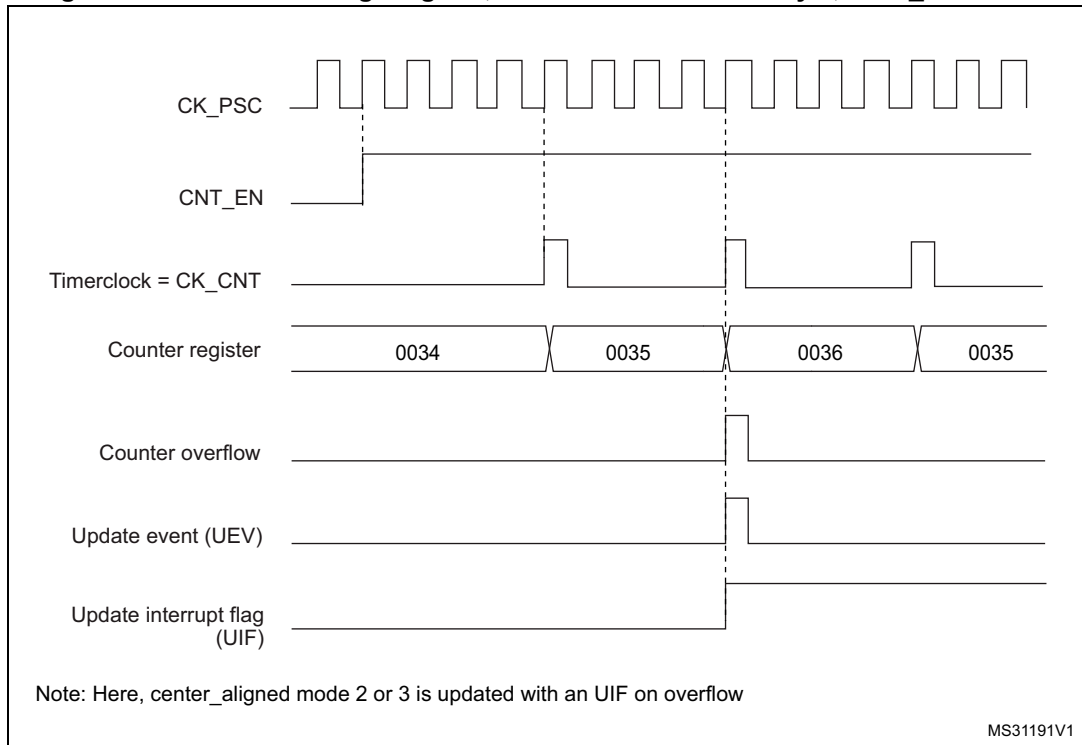 CK_PSC
CNT_EN
Timerclock = CK_CNT
Counter register 0034 0035 0036 0035
Counter overflow
Update event (UEV)
Update interrupt flag
(UIF)
Note: Here, center_aligned mode 2 or 3 is updated with an UIF on overflow
MS31191V1